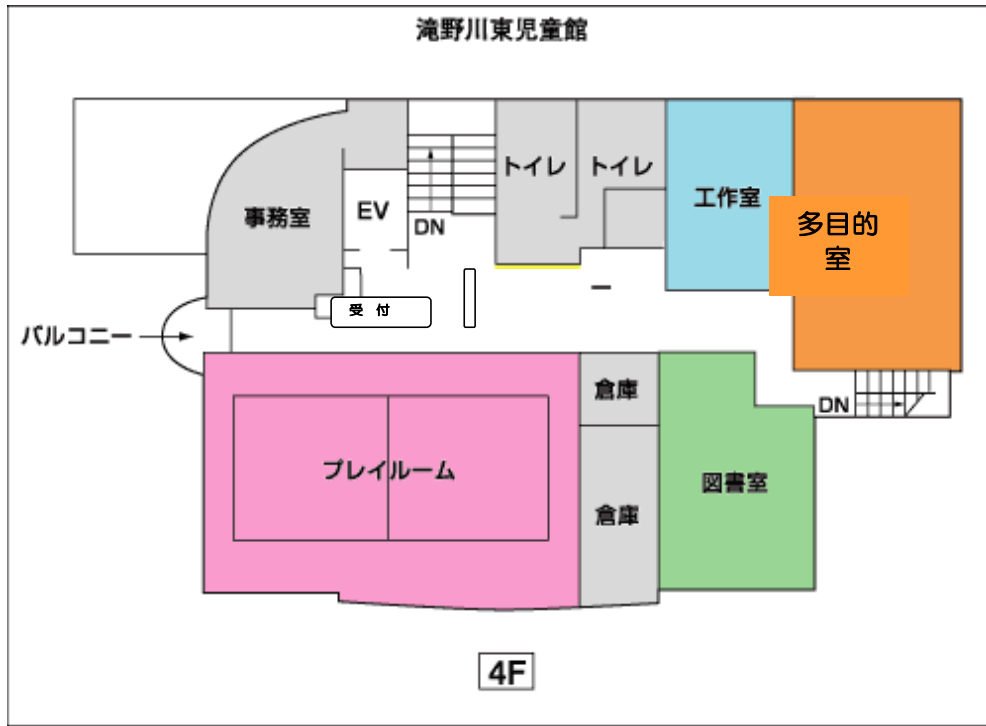 滝野川東児童館
トイレ
トイレ
工作室
多目的
室
事務室
EV
DN
受 付
バルコニー
倉庫
DN
プレイルーム
図書室
倉庫
4F